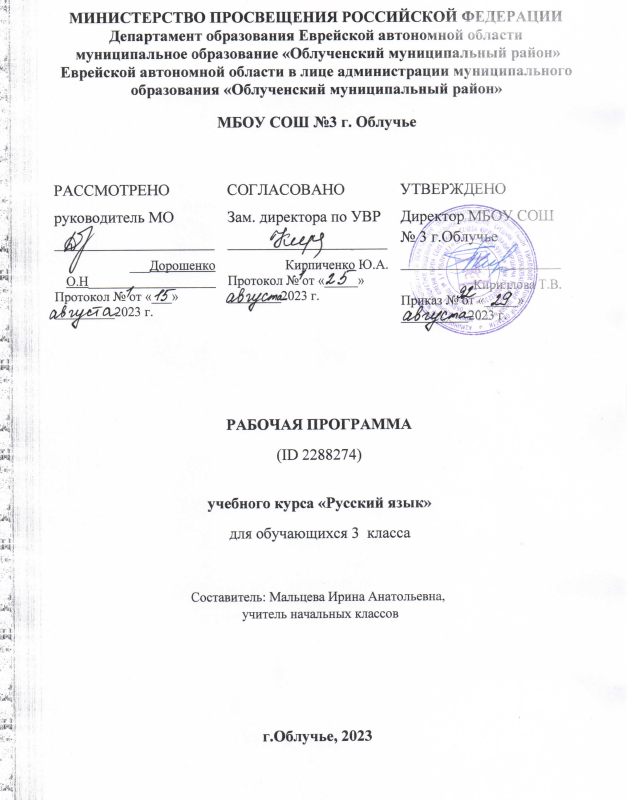 МИНИСТЕРСТВО ПРОСВЕЩЕНИЯ РОССИЙСКОЙ ФЕДЕРАЦИИ
Департамент образования Еврейской автономной области
муниципальное образование «Облученский муниципальный район»
Еврейской автономной области в лице администрации муниципального
образования «Облученский муниципальный район»
МБОУ СОШ №3 г. Облучье
РАССМОТРЕНО
руководитель МО
Дорошенко
О.Н
Протокол №1 от «15»
августа 2023 г.
СОГЛАСОВАНО
Зам. директора по УВР
Кирпиченко Ю.А.
Протокол №1 от «25»
августа 2023 г.
УТВЕРЖДЕНО
Директор МБОУ СОШ
№ 3 г.Облучье
Кириллова Т.В.
Приказ № от «29»
августа 2023 г.
РАБОЧАЯ ПРОГРАММА
(ID 2288274)
учебного курса «Русский язык»
для обучающихся 3 класса
Составитель: Мальцева Ирина Анатольевна,
учитель начальных классов
г.Облучье, 2023